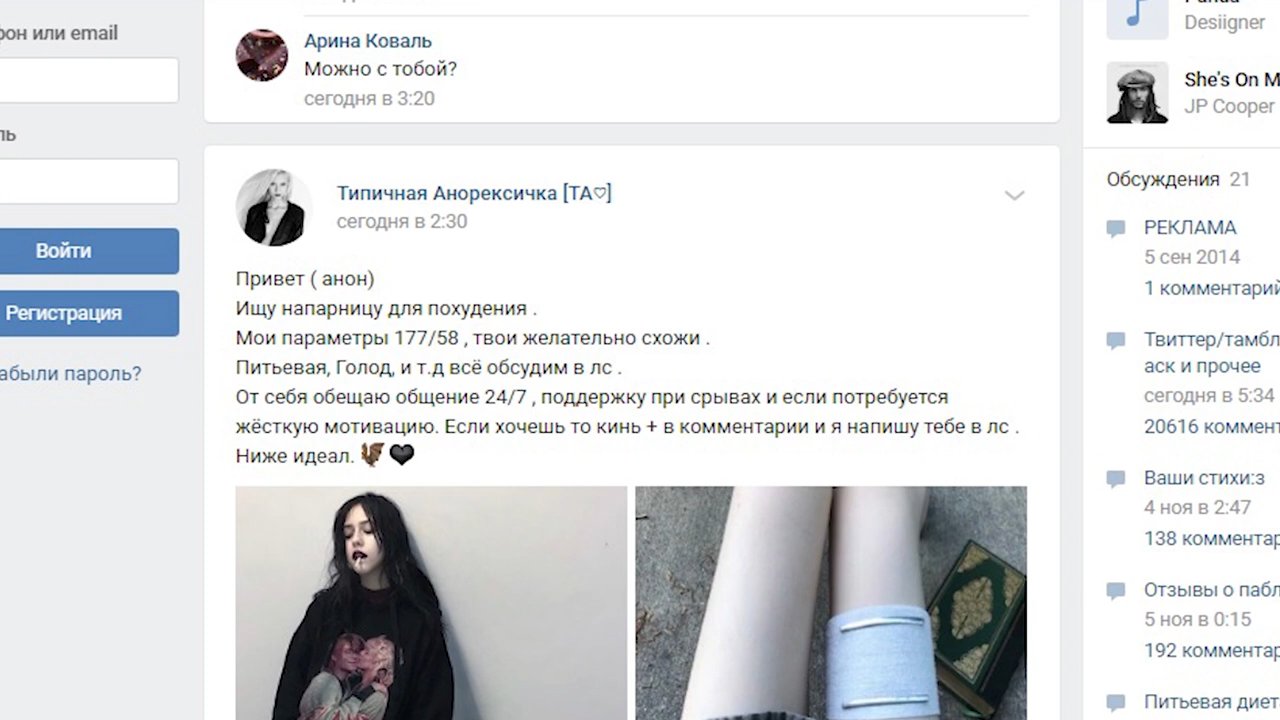 фон или email
ль
Войти
Регистрация
абыли пароль?
Арина Коваль
Можно с тобой?
сегодня в 3:20
Типичная Анорексичка [ТА♡]
сегодня в 2:30
Привет ( анон)
Ищу напарницу для похудения .
Мои параметры 177/58 , твои желательно схожи .
Питьевая, Голод, и т.д всё обсудим в лс .
От себя обещаю общение 24/7 , поддержку при срывах и если потребуется
жёсткую мотивацию. Если хочешь то кинь + в комментарии и я напишу тебе в лс .
Ниже идеал.
Desiigner
She's On M
JP Cooper
Обсуждения 21
РЕКЛАМА
5 сен 2014
1 комментарий
Твиттер/тамбл
аск и прочее
сегодня в 5:34
20616 коммент
Ваши стихи:з
4 ноя в 2:47
138 комментар
Отзывы о пабл
5 ноя в 0:15
192 комментар
Питьевая диет